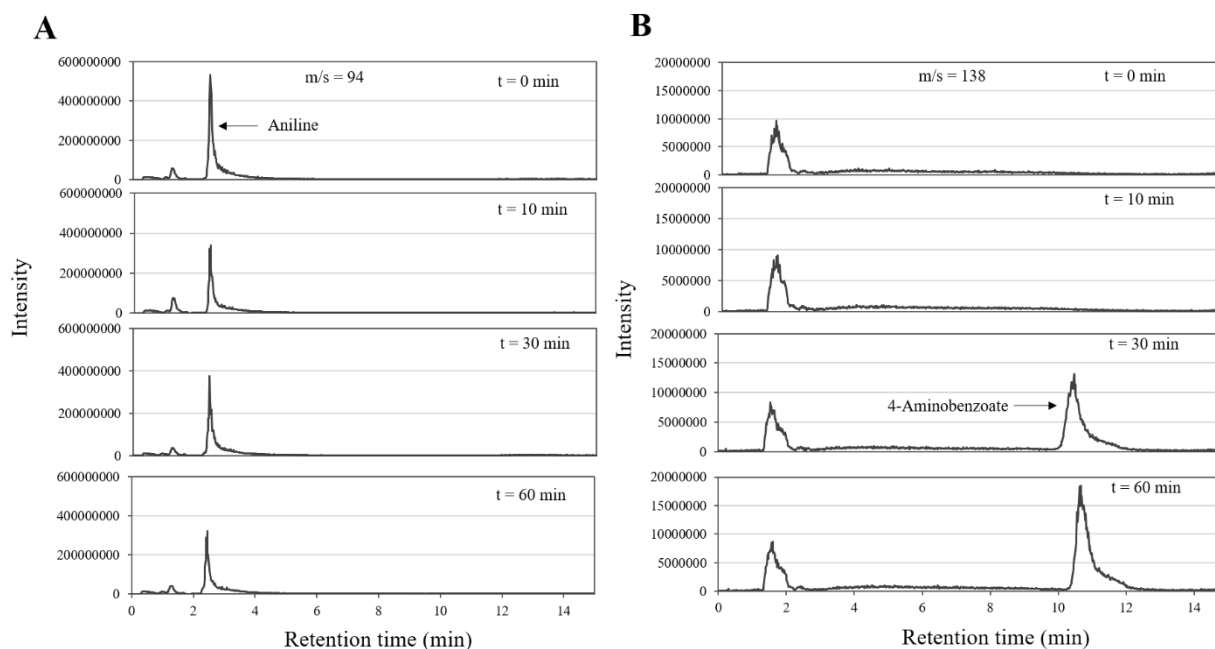 A
B
600000000
400000000
200000000
0
m/s = 94
t = 0 min
Aniline
600000000
400000000
200000000
0
t = 10 min
600000000
400000000
200000000
0
t = 30 min
600000000
400000000
200000000
0
t = 60 min
0
2
4
6
8
10
12
14
Intensity
Retention time (min)
20000000
15000000
10000000
5000000
0
m/s = 138
t = 0 min
20000000
15000000
10000000
5000000
0
t = 10 min
20000000
15000000
10000000
5000000
0
t = 30 min
4-Aminobenzoate
20000000
15000000
10000000
5000000
0
t = 60 min
0
2
4
6
8
10
12
14
Intensity
Retention time (min)